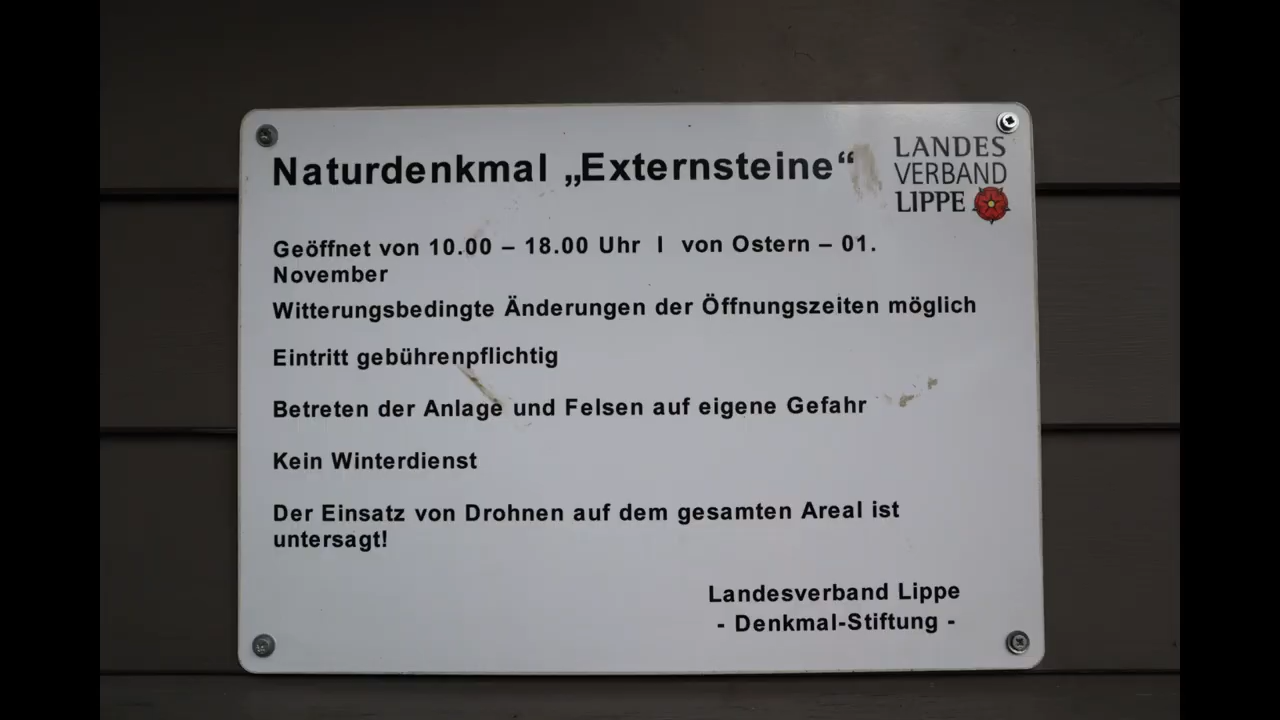 Naturdenkmal „Externsteine“
LANDES
VERBAND
LIPPE
Geöffnet von 10.00 – 18.00 Uhr I von Ostern – 01.
November
Witterungsbedingte Änderungen der Öffnungszeiten möglich
Eintritt gebührenpflichtig
Betreten der Anlage und Felsen auf eigene Gefahr
Kein Winterdienst
Der Einsatz von Drohnen auf dem gesamten Areal ist
untersagt!
Landesverband Lippe
- Denkmal-Stiftung -